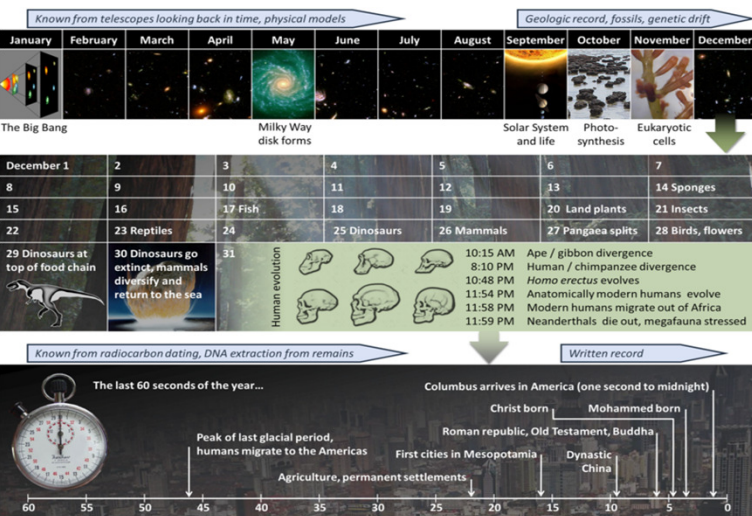 Known from telescopes looking back in time, physical models
Geologic record, fossils, genetic drift
January February March April May June July August September October November December
The Big Bang
Milky Way
disk forms
Solar System
and life
Photo-
synthesis
Eukaryotic
cells
December 1 2 3 4 5 6 7
8 9 10 11 12 13 14 Sponges
15 16 17 Fish 18 19 20 Land plants 21 Insects
22 23 Reptiles 24 25 Dinosaurs 26 Mammals 27 Pangaea splits 28 Birds, flowers
29 Dinosaurs at
top of food chain
30 Dinosaurs go
extinct, mammals
diversify and
return to the sea
31
Human evolution
10:15 AM Ape / gibbon divergence
8:10 PM Human / chimpanzee divergence
10:48 PM Homo erectus evolves
11:54 PM Anatomically modern humans evolve
11:58 PM Modern humans migrate out of Africa
11:59 PM Neanderthals die out, megafauna stressed
Known from radiocarbon dating, DNA extraction from remains
Written record
The last 60 seconds of the year...
Columbus arrives in America (one second to midnight)
Christ born
Mohammed born
Roman republic, Old Testament, Buddha
Peak of last glacial period,
humans migrate to the Americas
First cities in Mesopotamia
Dynastic
China
Agriculture, permanent settlements
60 55 50 45 40 35 30 25 20 15 10 5 0